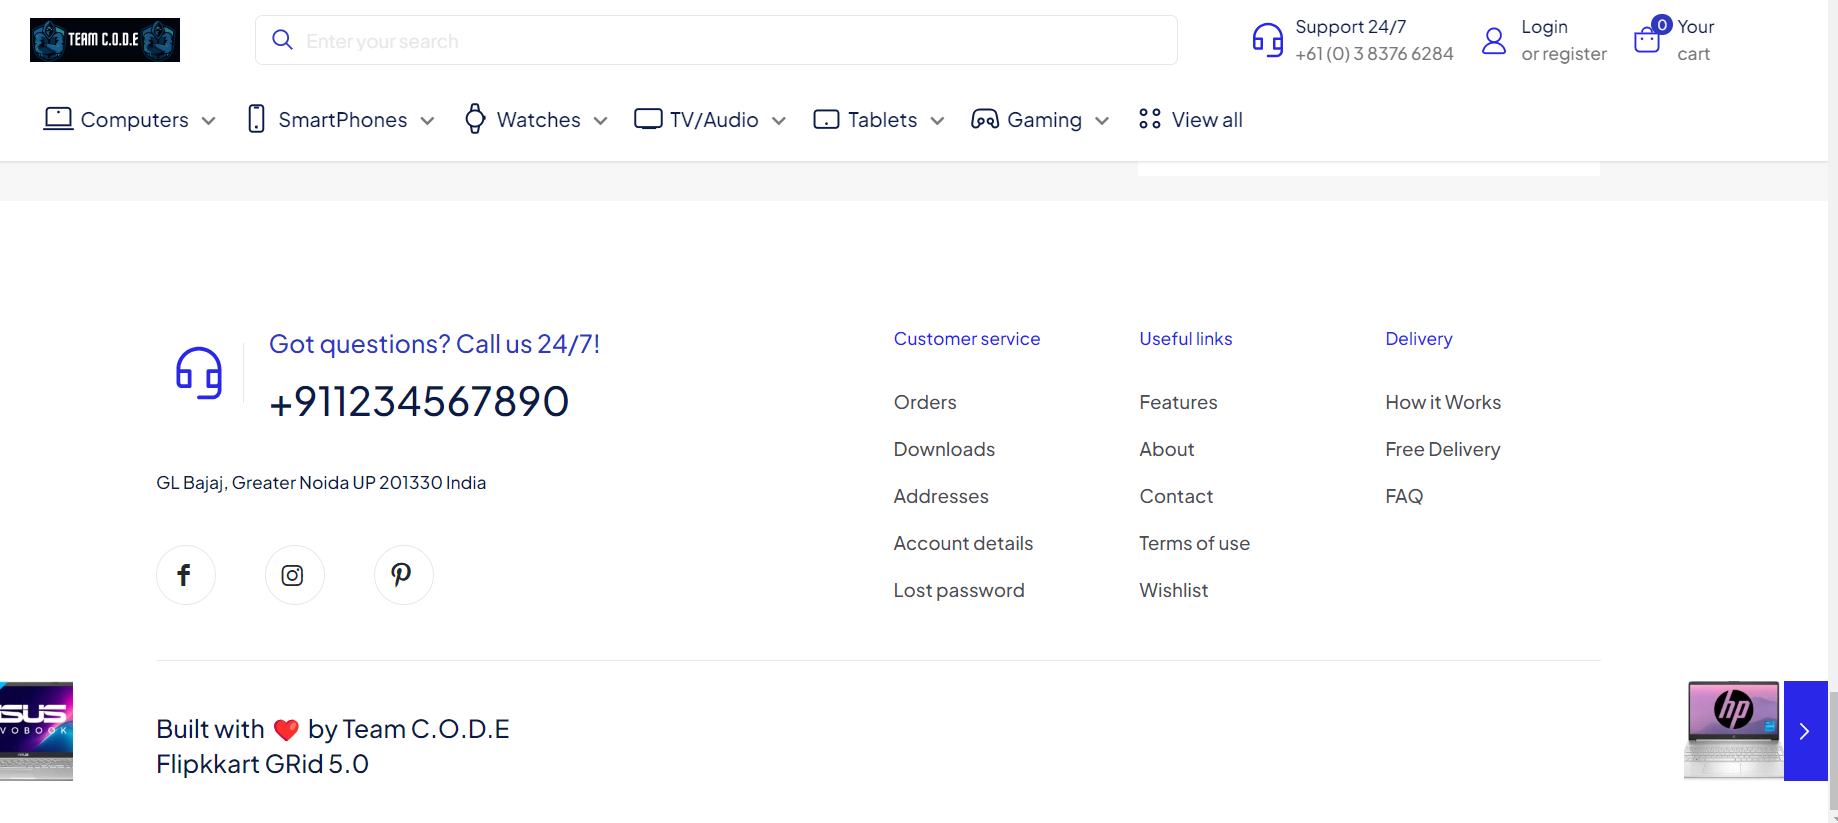 TEAM C.O.D.E
Enter your search
Support 24/7
+61 (0) 3 8376 6284
Login
or register
0
Your
cart
Computers
SmartPhones
Watches
TV/Audio
Tablets
Gaming
View all
Got questions? Call us 24/7!
+911234567890
GL Bajaj, Greater Noida UP 201330 India
Customer service
Orders
Downloads
Addresses
Account details
Lost password
Useful links
Features
About
Contact
Terms of use
Wishlist
Delivery
How it Works
Free Delivery
FAQ
SUS
VOBOOK
hp
Built with ❤️ by Team C.O.D.E
Flipkkart GRid 5.0